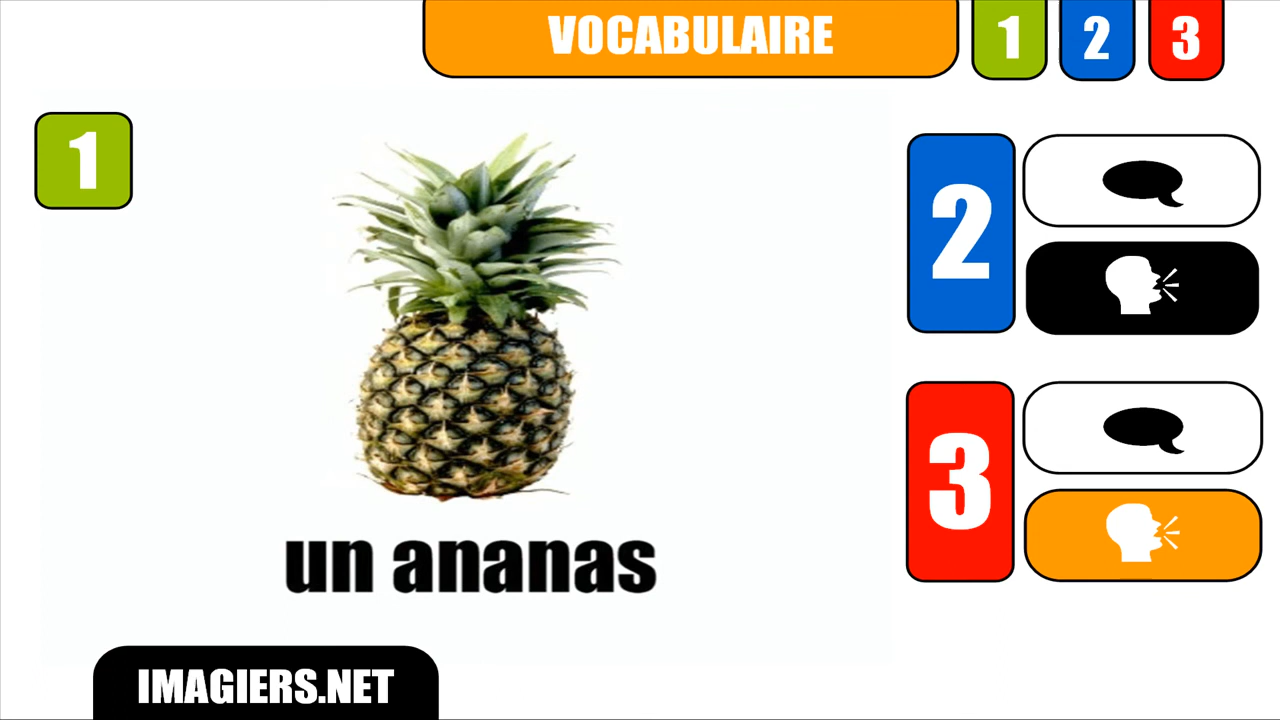 VOCABULAIRE 1 2 3
1
2
3
un ananas
IMAGIERS.NET